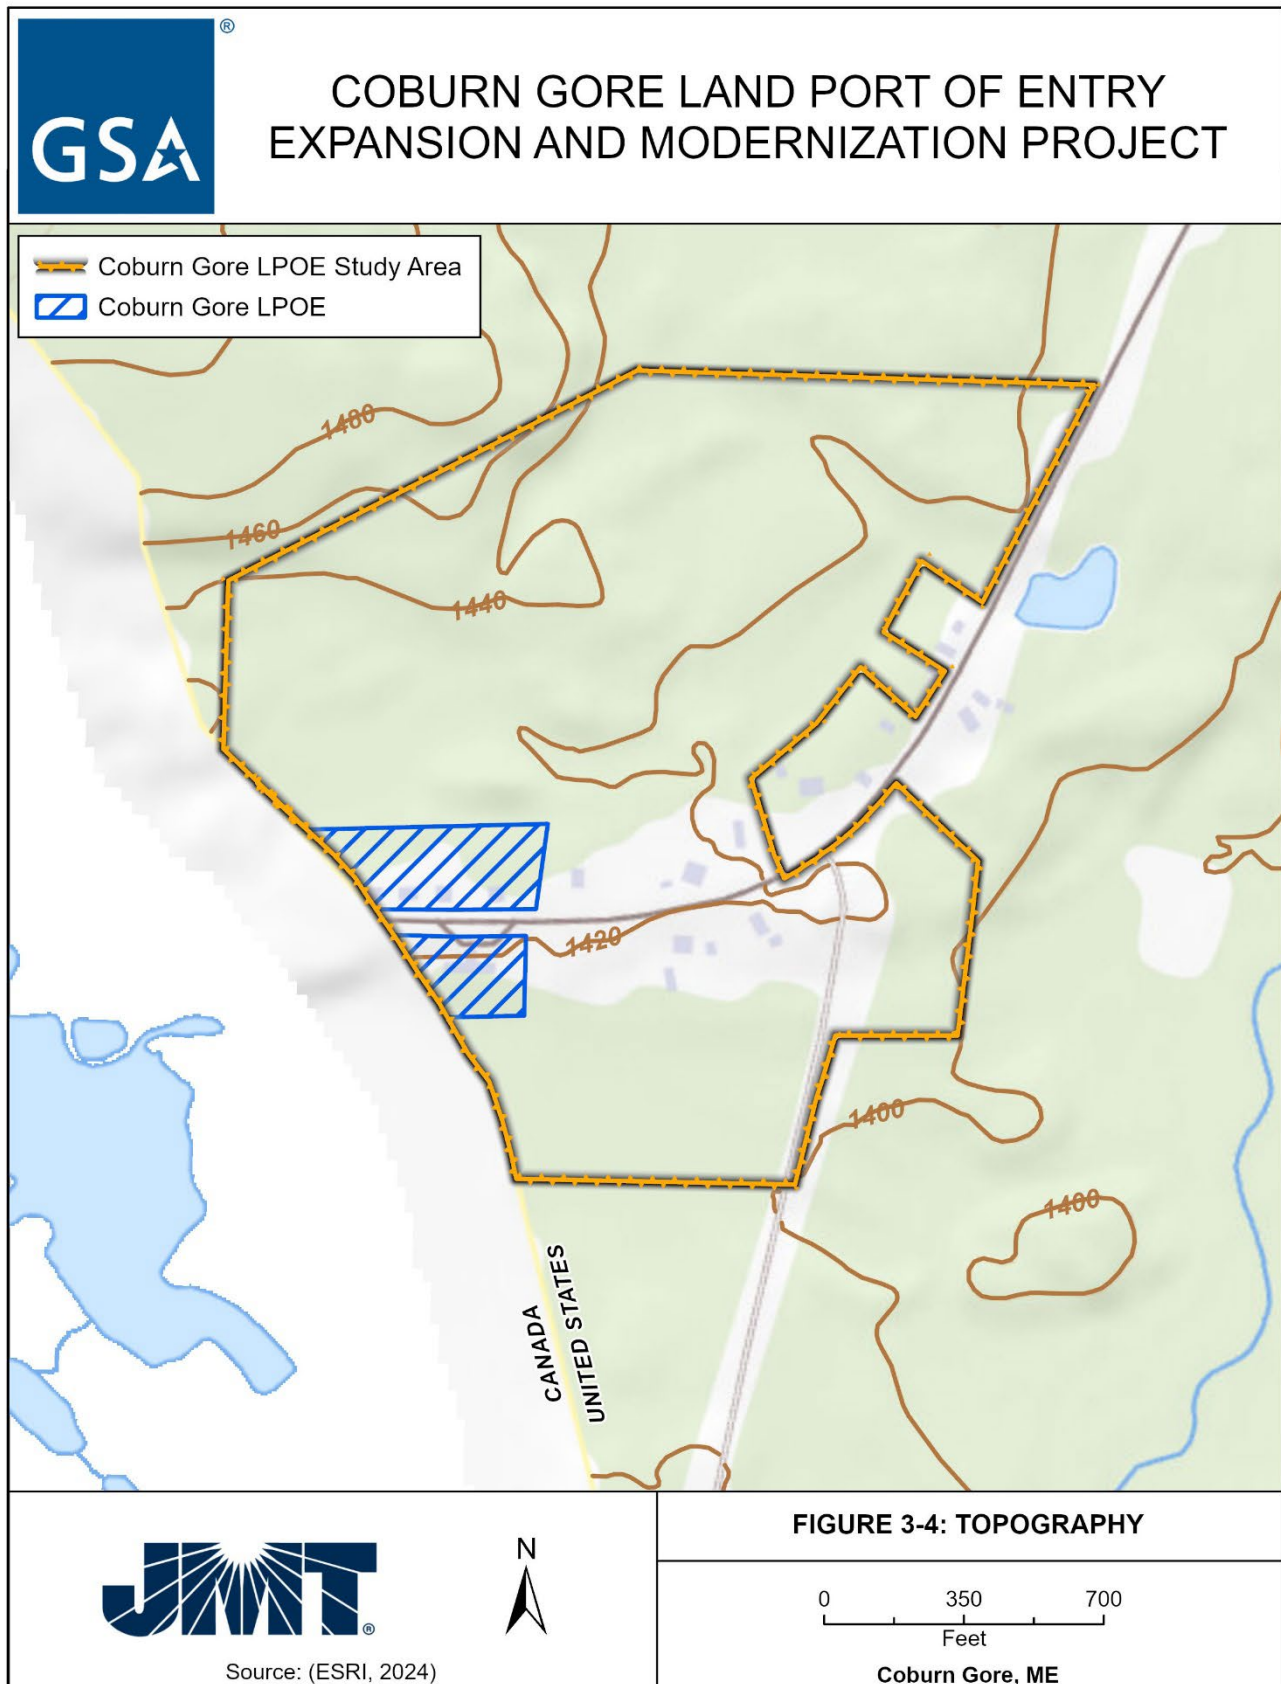 GSA
®
COBURN GORE LAND PORT OF ENTRY
EXPANSION AND MODERNIZATION PROJECT
Coburn Gore LPOE Study Area
Coburn Gore LPOE
1480
1460
1440
1420
1400
1400
CANADA
UNITED STATES
JMT®
N
Source: (ESRI, 2024)
FIGURE 3-4: TOPOGRAPHY
0 350 700
Feet
Coburn Gore, ME